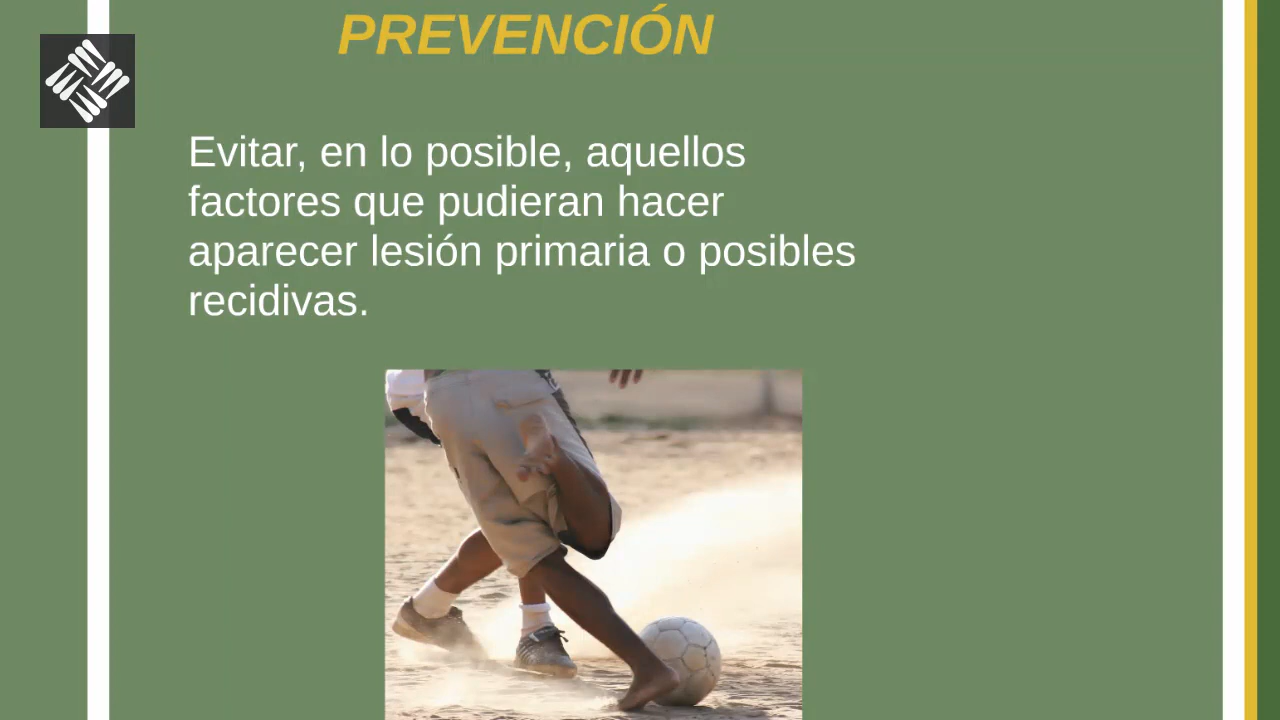 PREVENCIÓN
Evitar, en lo posible, aquellos
factores que pudieran hacer
aparecer lesión primaria o posibles
recidivas.